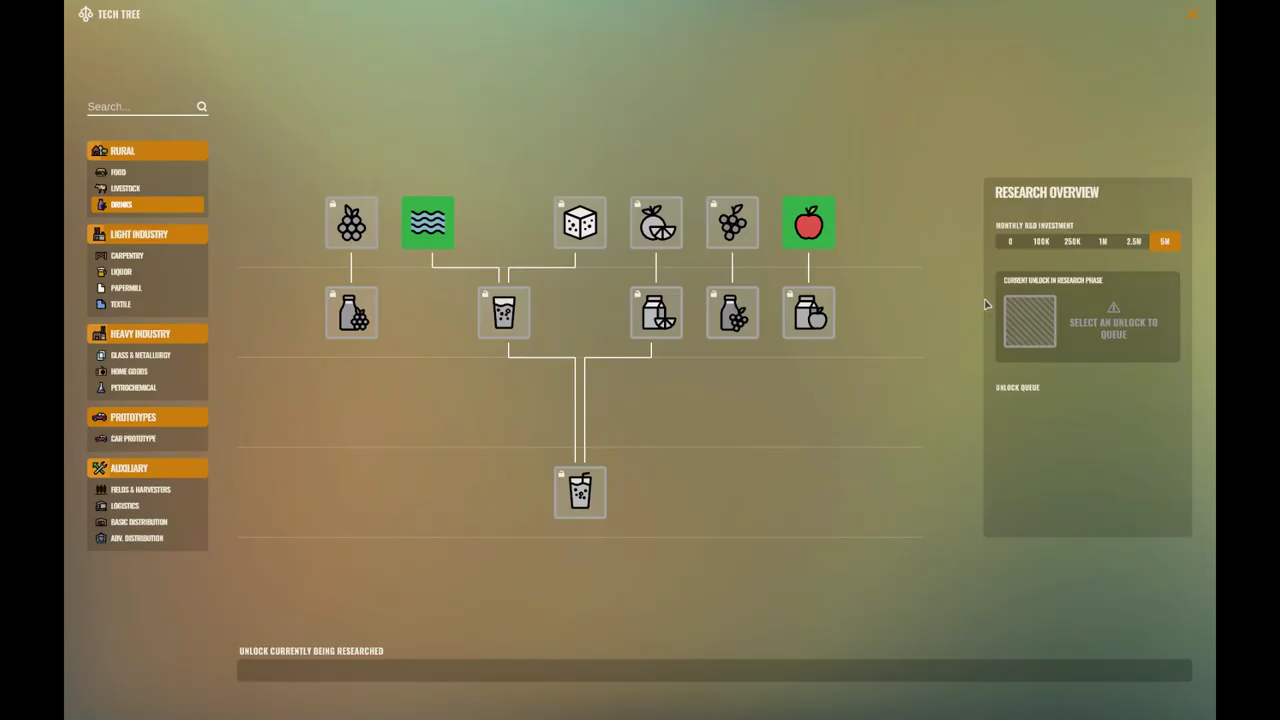 TECH TREE
Search...
RURAL
FOOD
LIVESTOCK
DRINKS
LIGHT INDUSTRY
CARPENTRY
LIQUOR
PAPERMILL
TEXTILE
HEAVY INDUSTRY
GLASS & METALLURGY
HOME GOODS
PETROCHEMICAL
PROTOTYPES
CAR PROTOTYPE
AUXILIARY
FIELDS & HARVESTERS
LOGISTICS
BASIC DISTRIBUTION
ADV. DISTRIBUTION
RESEARCH OVERVIEW
MONTHLY R&D INVESTMENT
0 100K 250K 1M 2.5M 5M
CURRENT UNLOCK IN RESEARCH PHASE
SELECT AN UNLOCK TO
QUEUE
UNLOCK QUEUE
UNLOCK CURRENTLY BEING RESEARCHED